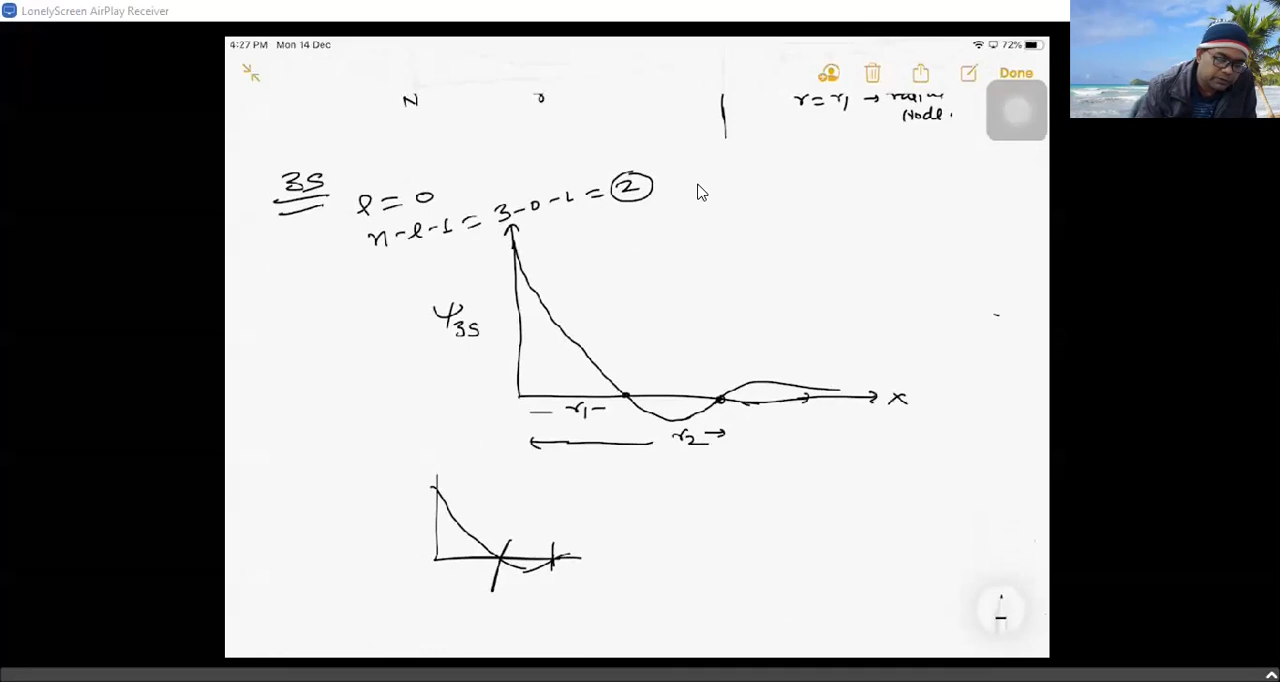 LonelyScreen AirPlay Receiver
4:27 PM Mon 14 Dec
72%
Done
N r
r = r1 →
Node.
3S
l = 0
n-l-1 = 3-0-1 = 2
ψ3S
x
r1
r2 →